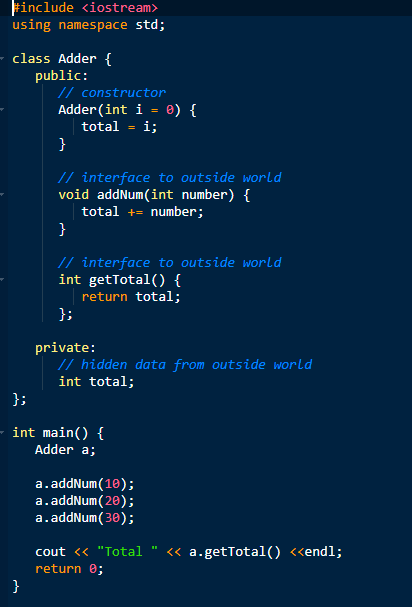 #include <iostream>
using namespace std;

class Adder {
   public:
      // constructor
      Adder(int i = 0) {
         total = i;
      }

      // interface to outside world
      void addNum(int number) {
         total += number;
      }

      // interface to outside world
      int getTotal() {
         return total;
      };

   private:
      // hidden data from outside world
      int total;
};

int main() {
   Adder a;

   a.addNum(10);
   a.addNum(20);
   a.addNum(30);

   cout << "Total " << a.getTotal() <<endl;
   return 0;
}